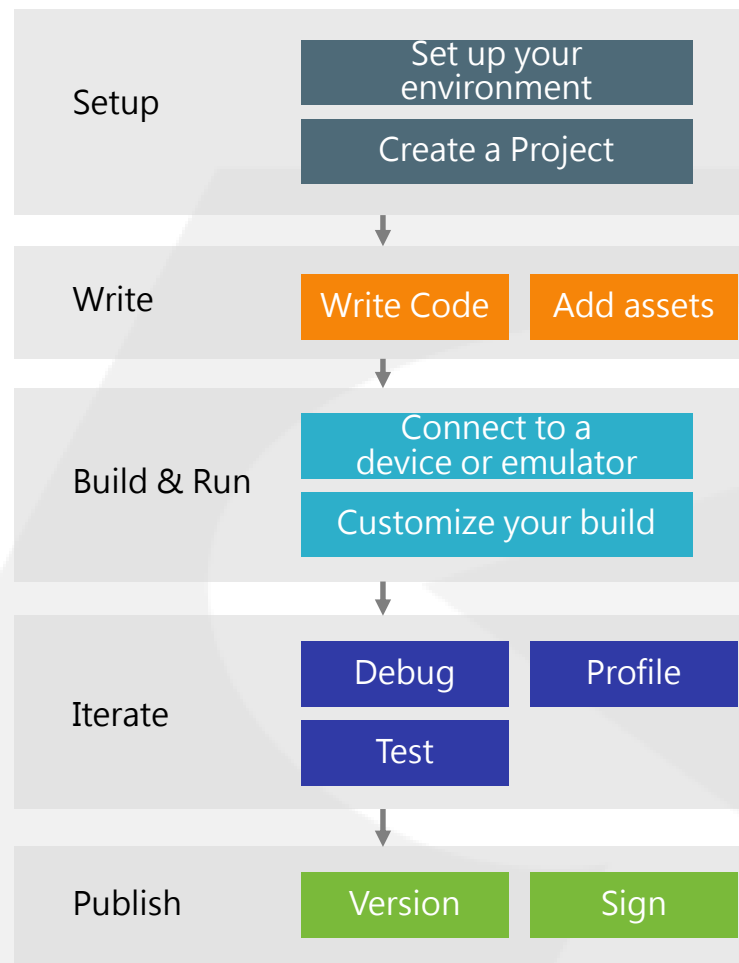 Setup
Set up your
environment
Create a Project
Write
Write Code
Add assets
Build & Run
Connect to a
device or emulator
Customize your build
Iterate
Debug
Profile
Test
Publish
Version
Sign